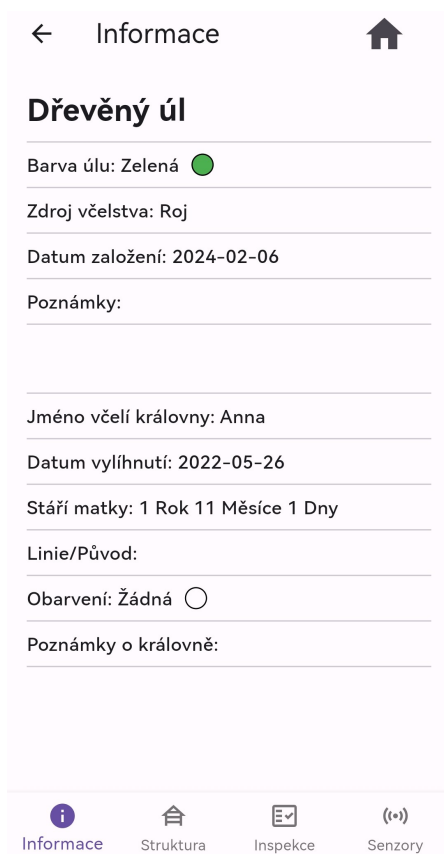 Informace
Dřevěný úl
Barva úlu: Zelená
Zdroj včelstva: Roj
Datum založení: 2024-02-06
Poznámky:
Jméno včelí královny: Anna
Datum vylíhnutí: 2022-05-26
Stáří matky: 1 Rok 11 Měsíce 1 Dny
Linie/Původ:
Obarvení: Žádná
Poznámky o královně:
Informace
Struktura
Inspekce
Senzory